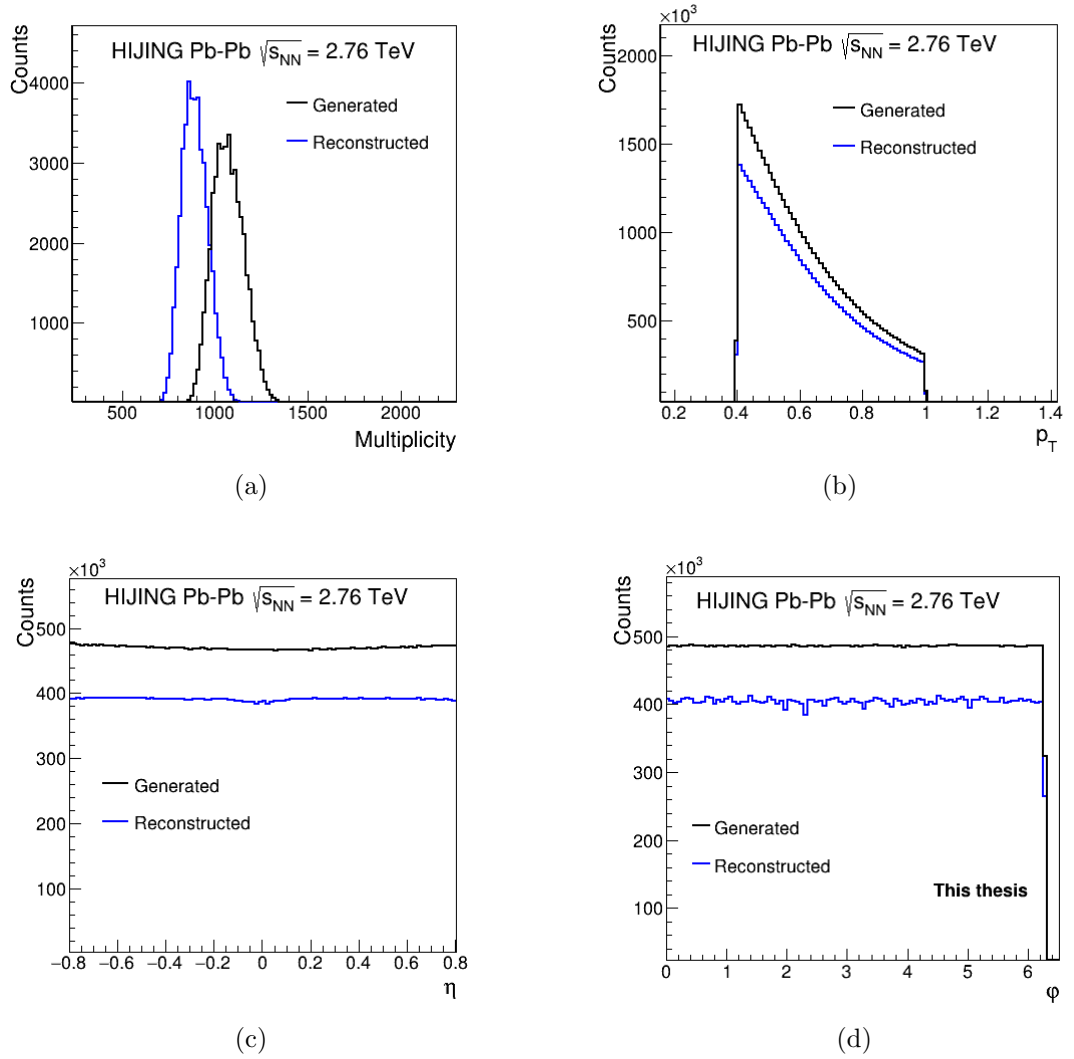 HIJING Pb-Pb √sNN = 2.76 TeV
Counts
4000
3000
2000
1000
Generated
Reconstructed
500 1000 1500 2000
Multiplicity
(a)
×10³
HIJING Pb-Pb √sNN = 2.76 TeV
Counts
2000
1500
1000
500
Generated
Reconstructed
0.2 0.4 0.6 0.8 1 1.2 1.4
pT
(b)
×10³
HIJING Pb-Pb √sNN = 2.76 TeV
Counts
500
400
300
200
100
Generated
Reconstructed
−0.8 −0.6 −0.4 −0.2 0 0.2 0.4 0.6 0.8
η
(c)
×10³
HIJING Pb-Pb √sNN = 2.76 TeV
Counts
500
400
300
200
100
Generated
Reconstructed
This thesis
0 1 2 3 4 5 6
φ
(d)